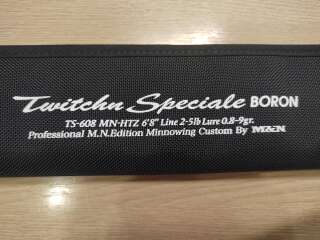 Twitchn Speciale BORON
TS-608 MN-HTZ 6'8" Line 2-5lb Lure 0.8-9gr.
Professional M.N.Edition Minnowing Custom By M&N